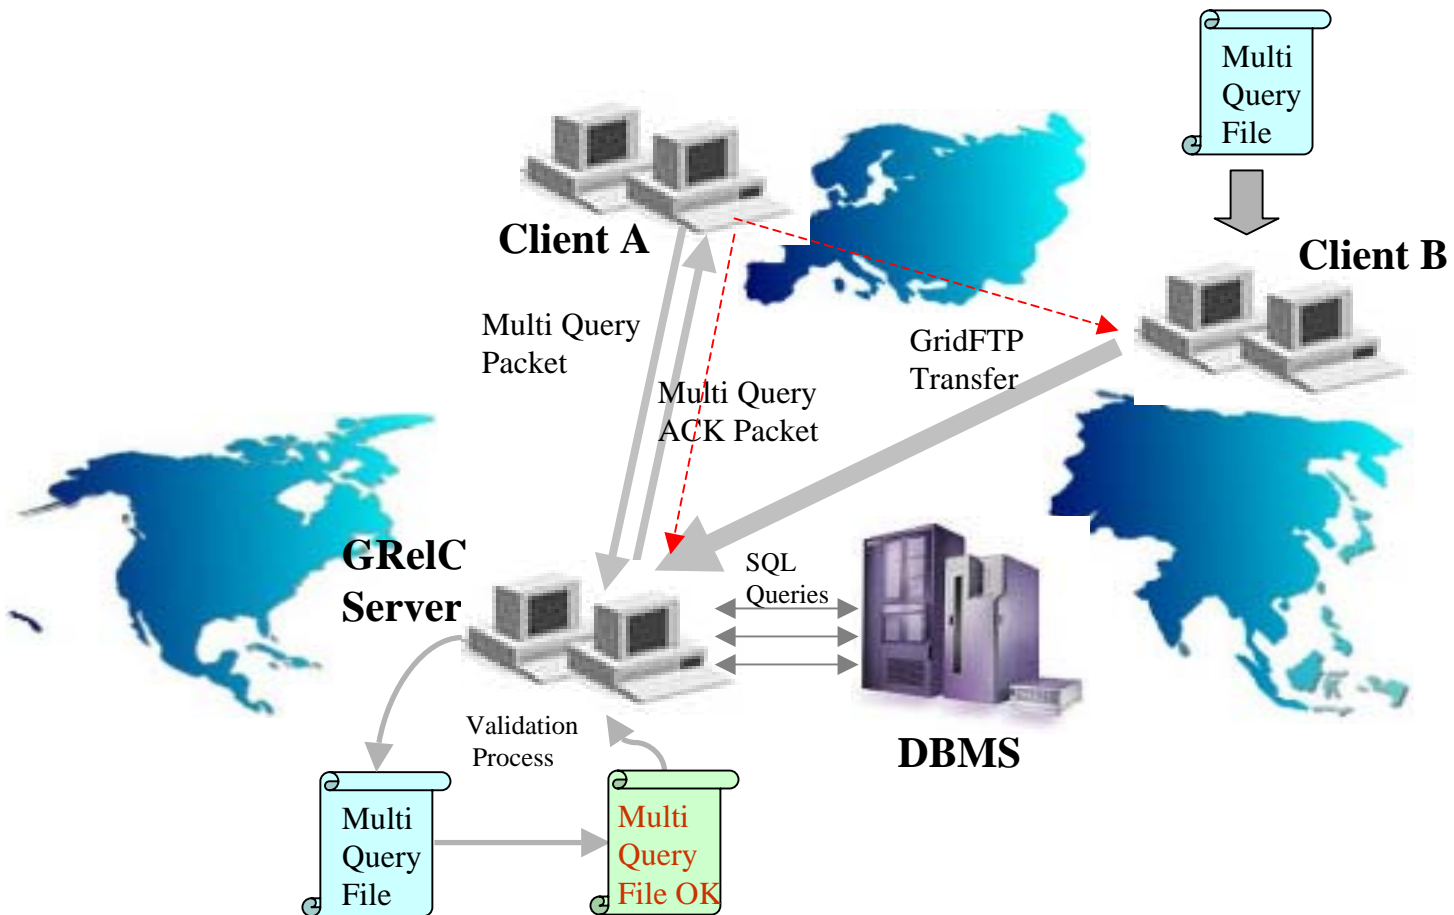 Multi
Query
File
Client A
Client B
Multi Query
Packet
GridFTP
Transfer
Multi Query
ACK Packet
GRelC
Server
SQL
Queries
Validation
Process
DBMS
Multi
Query
File
Multi
Query
File OK